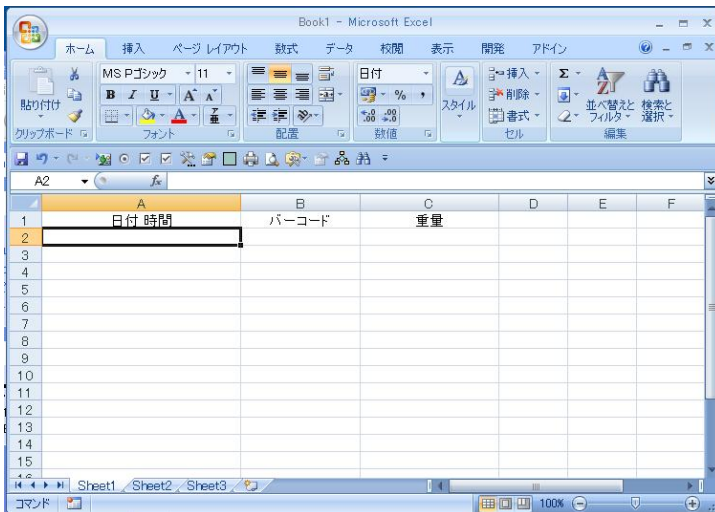 Book1 - Microsoft Excel
ホーム 挿入 ページ レイアウト 数式 データ 校閲 表示 開発 アドイン
貼り付け
MS Pゴシック 11
B I U A A
日付
% ,
スタイル
挿入
削除
書式
Σ
並べ替えと フィルタ
検索と 選択
クリップボード フォント 配置 数値 セル 編集
A2 fx
A B C D E F
1 日付 時間 バーコード 重量
2
3
4
5
6
7
8
9
10
11
12
13
14
15
Sheet1 Sheet2 Sheet3
コマンド 100%